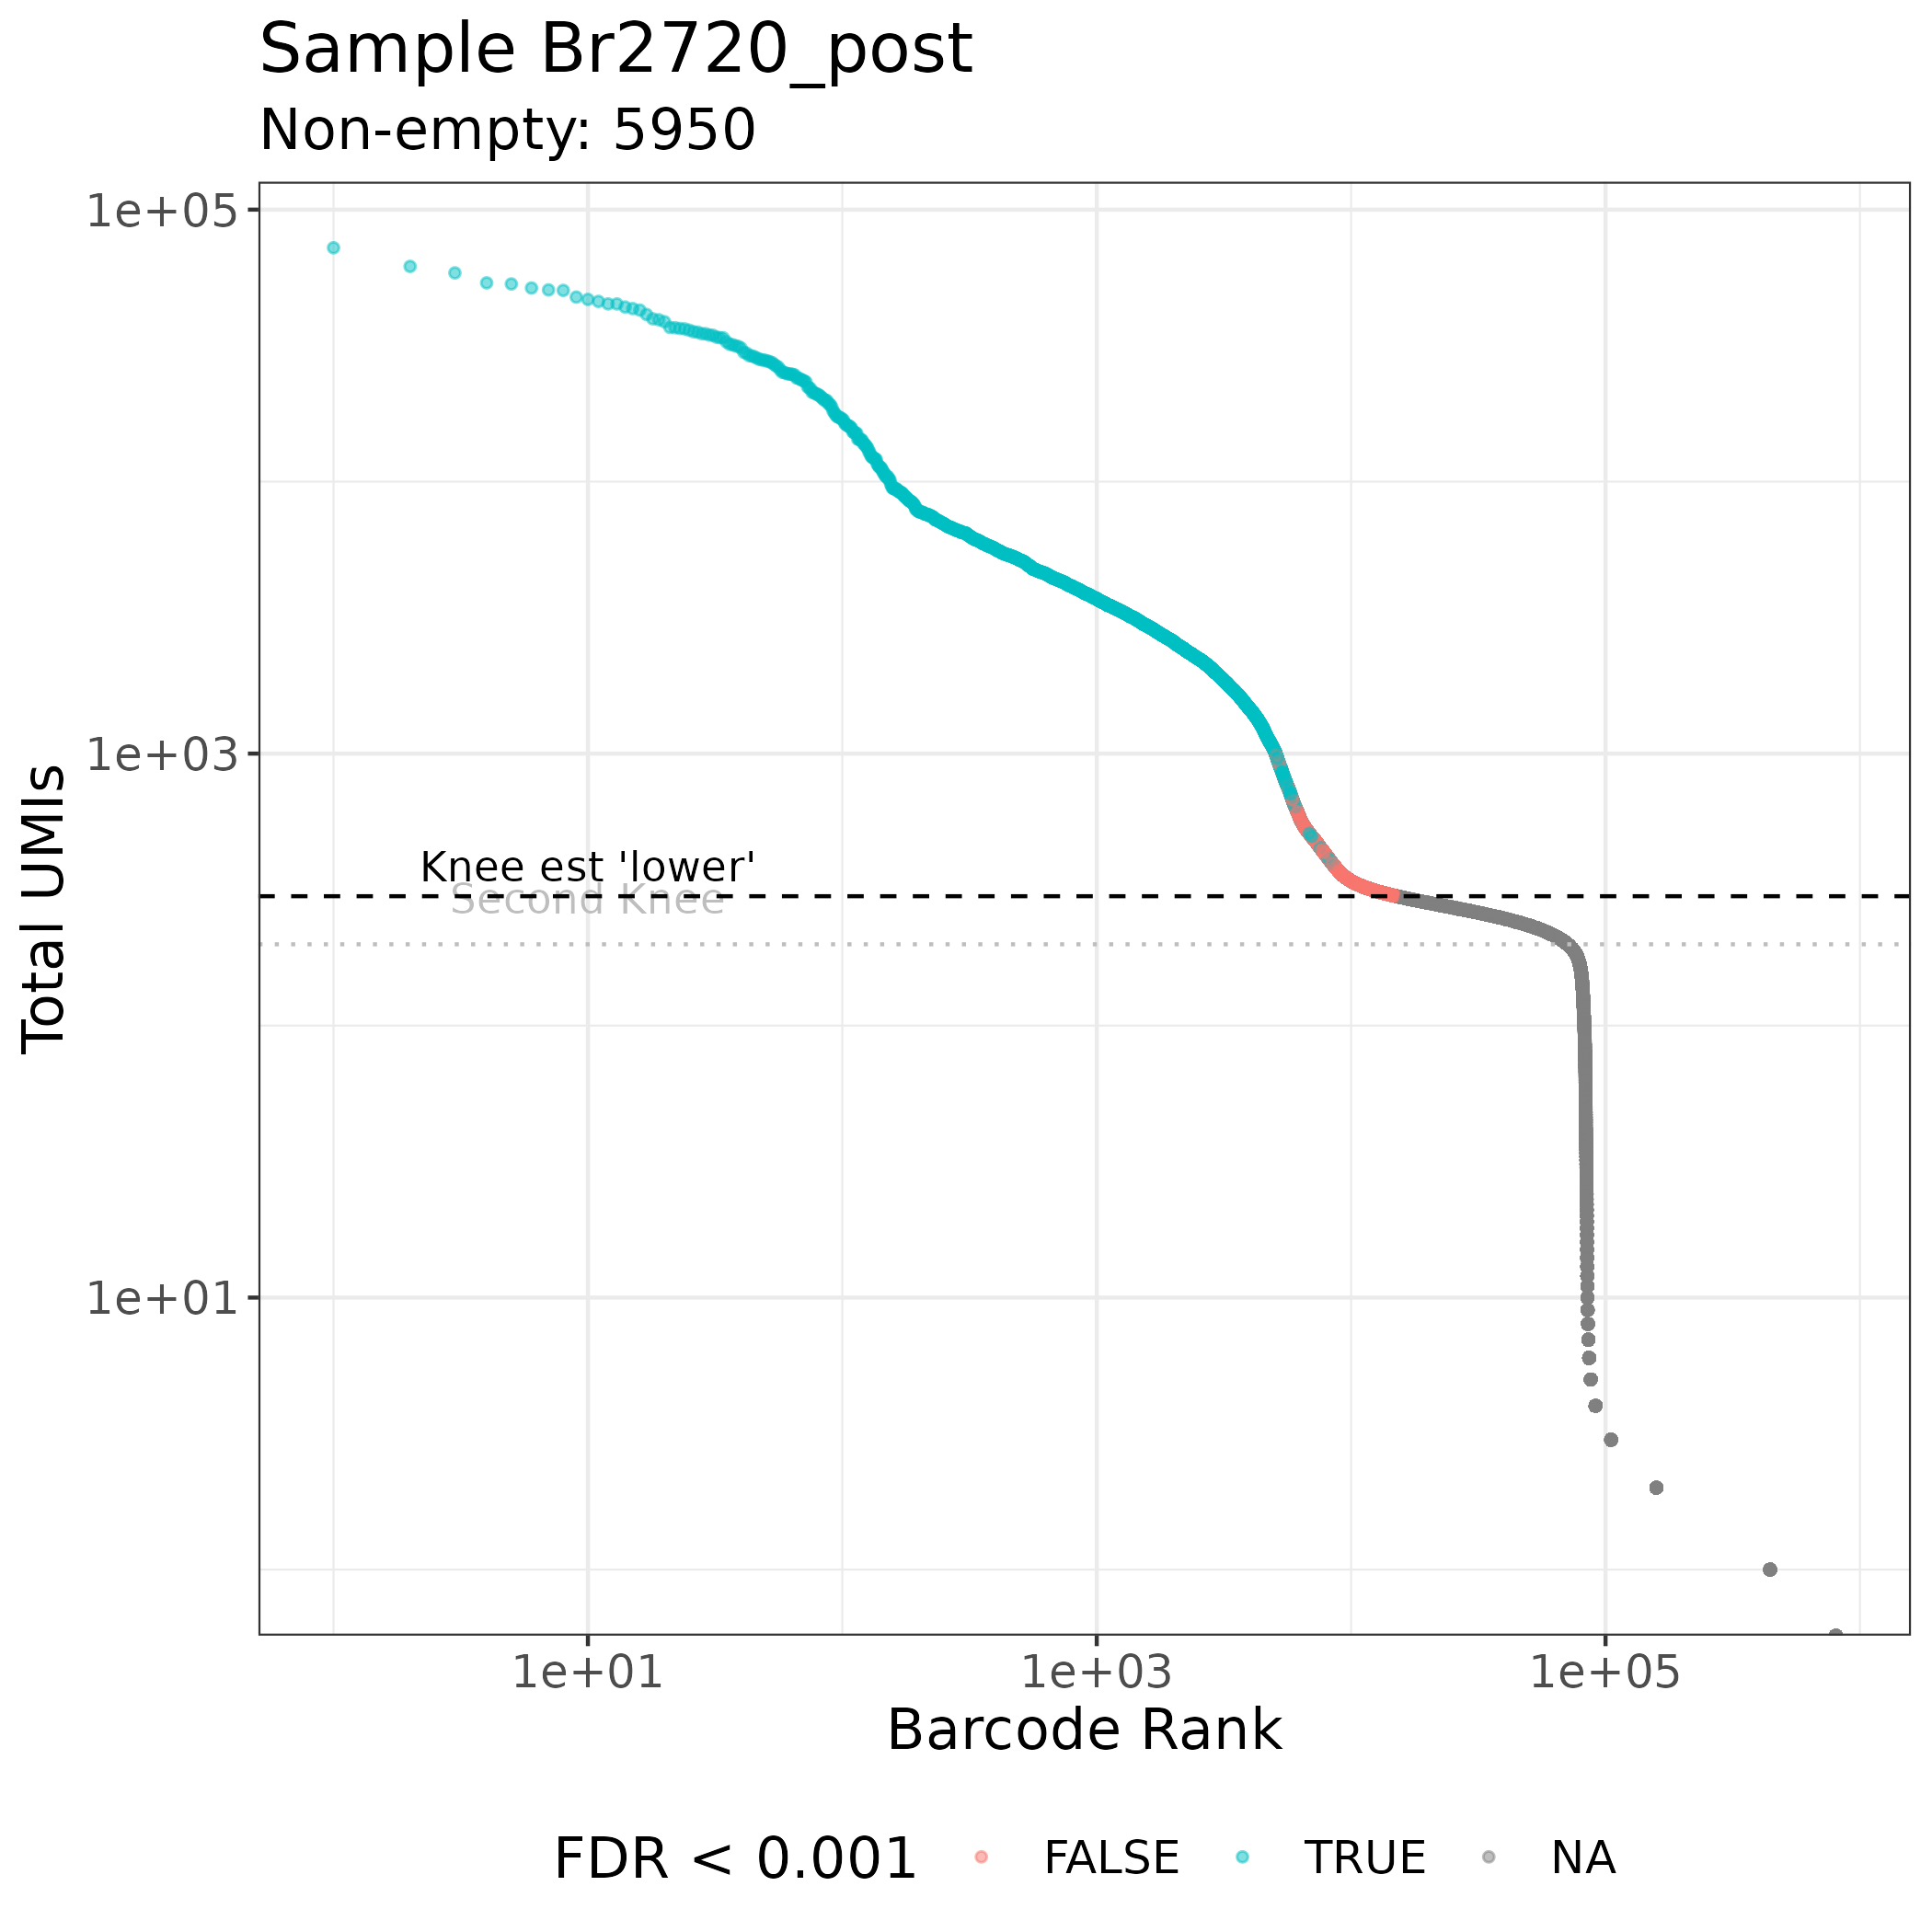 Sample Br2720_post
Non-empty: 5950
1e+05
1e+03
1e+01
Total UMIs
Knee est 'lower'
Second Knee
1e+01 1e+03 1e+05
Barcode Rank
FDR < 0.001 FALSE TRUE NA